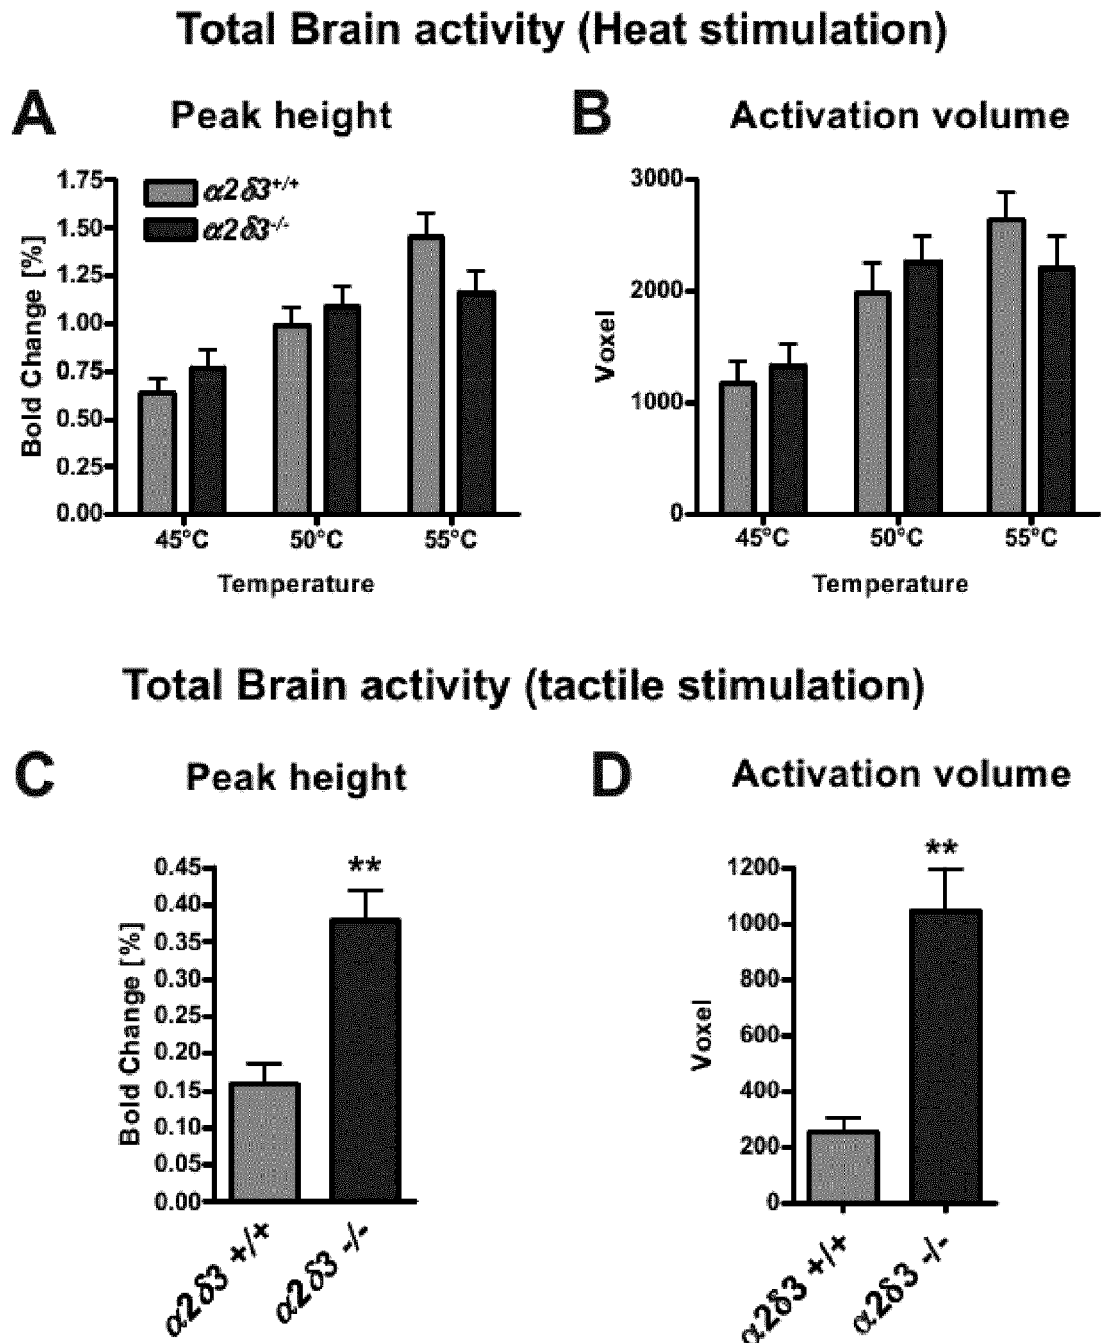 Total Brain activity (Heat stimulation)
A Peak height
B Activation volume
1.75
1.50
1.25
1.00
0.75
0.50
0.25
0.00
Bold Change [%]
α2δ3+/+
α2δ3-/-
45°C 50°C 55°C
Temperature
3000
2000
1000
0
Voxel
45°C 50°C 55°C
Temperature
Total Brain activity (tactile stimulation)
C Peak height
D Activation volume
0.45
0.40
0.35
0.30
0.25
0.20
0.15
0.10
0.05
0.00
Bold Change [%]
**
α2δ3 +/+
α2δ3 -/-
1200
1000
800
600
400
200
0
Voxel
**
α2δ3 +/+
α2δ3 -/-